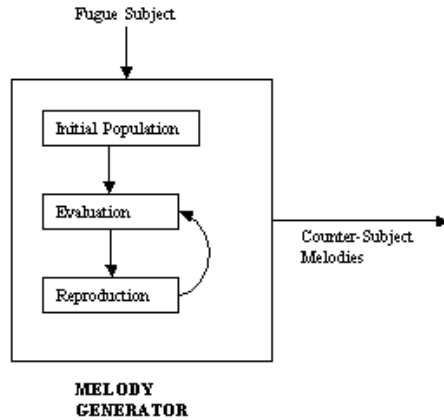 Fugue Subject
Initial Population
Evaluation
Counter-Subject
Melodies
Reproduction
MELODY
GENERATOR